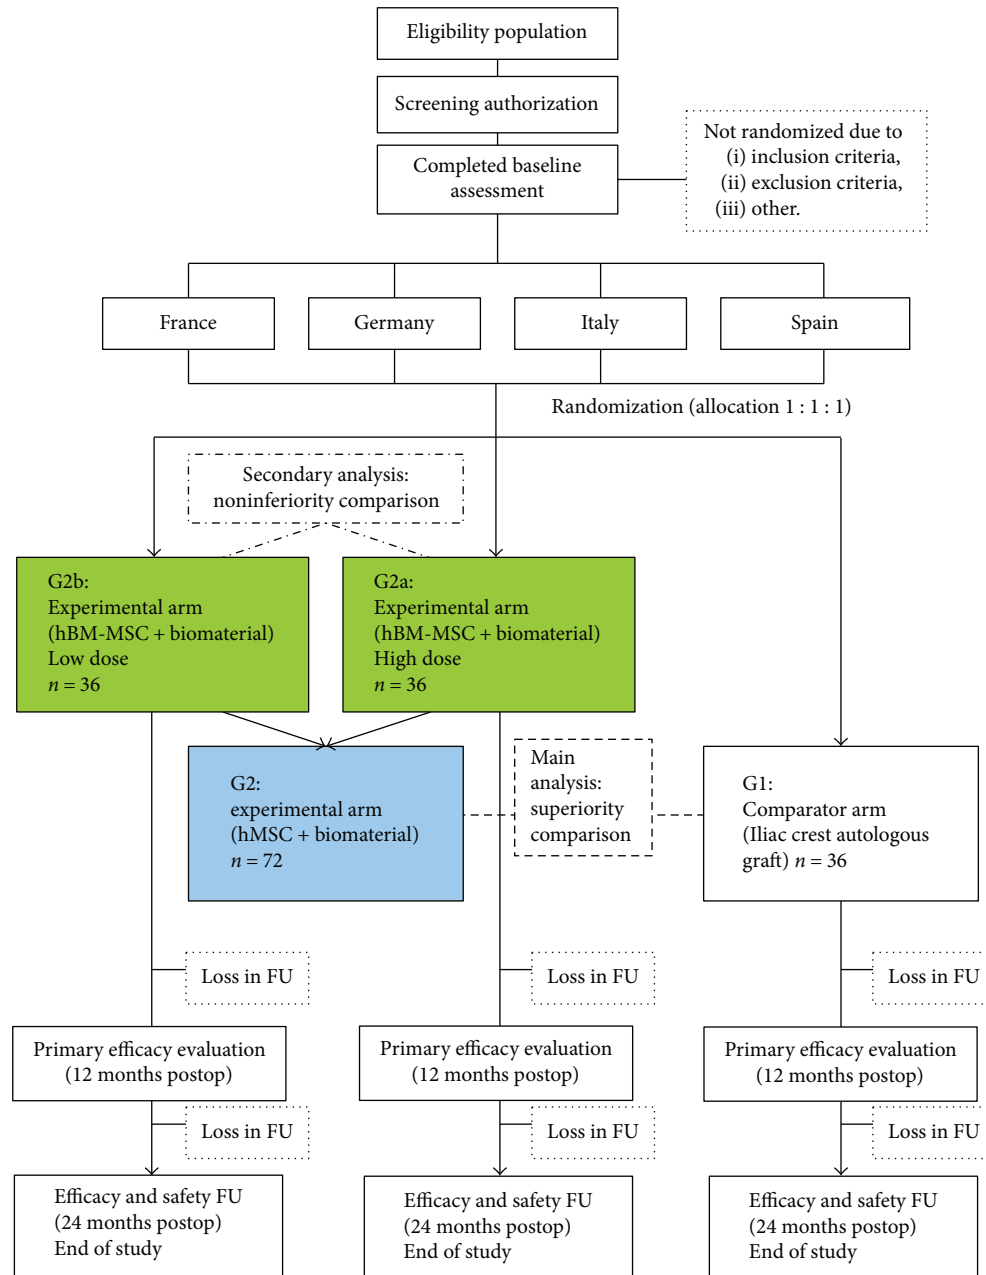 Eligibility population
Screening authorization
Completed baseline
assessment
Not randomized due to
(i) inclusion criteria,
(ii) exclusion criteria,
(iii) other.
France
Germany
Italy
Spain
Randomization (allocation 1 : 1 : 1)
Secondary analysis:
noninferiority comparison
G2b:
Experimental arm
(hBM-MSC + biomaterial)
Low dose
n = 36
G2a:
Experimental arm
(hBM-MSC + biomaterial)
High dose
n = 36
G2:
experimental arm
(hMSC + biomaterial)
n = 72
Main
analysis:
superiority
comparison
G1:
Comparator arm
(Iliac crest autologous
graft) n = 36
Loss in FU
Loss in FU
Loss in FU
Primary efficacy evaluation
(12 months postop)
Primary efficacy evaluation
(12 months postop)
Primary efficacy evaluation
(12 months postop)
Loss in FU
Loss in FU
Loss in FU
Efficacy and safety FU
(24 months postop)
End of study
Efficacy and safety FU
(24 months postop)
End of study
Efficacy and safety FU
(24 months postop)
End of study